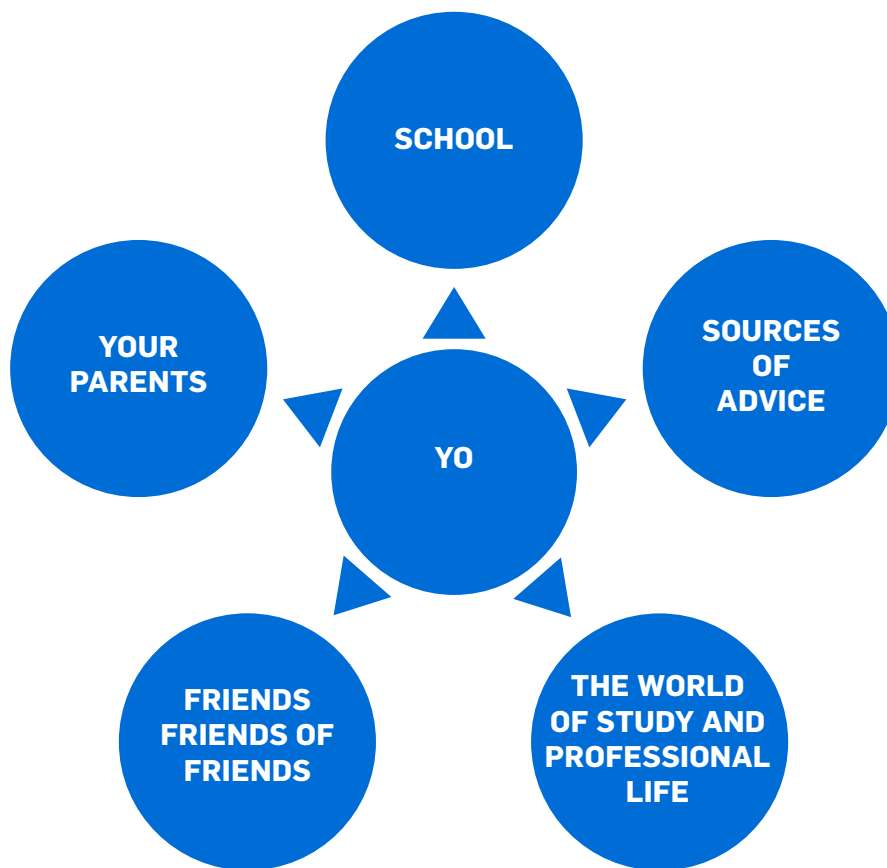 SCHOOL
YOUR
PARENTS
SOURCES
OF
ADVICE
YO
FRIENDS
FRIENDS OF
FRIENDS
THE WORLD
OF STUDY AND
PROFESSIONAL
LIFE